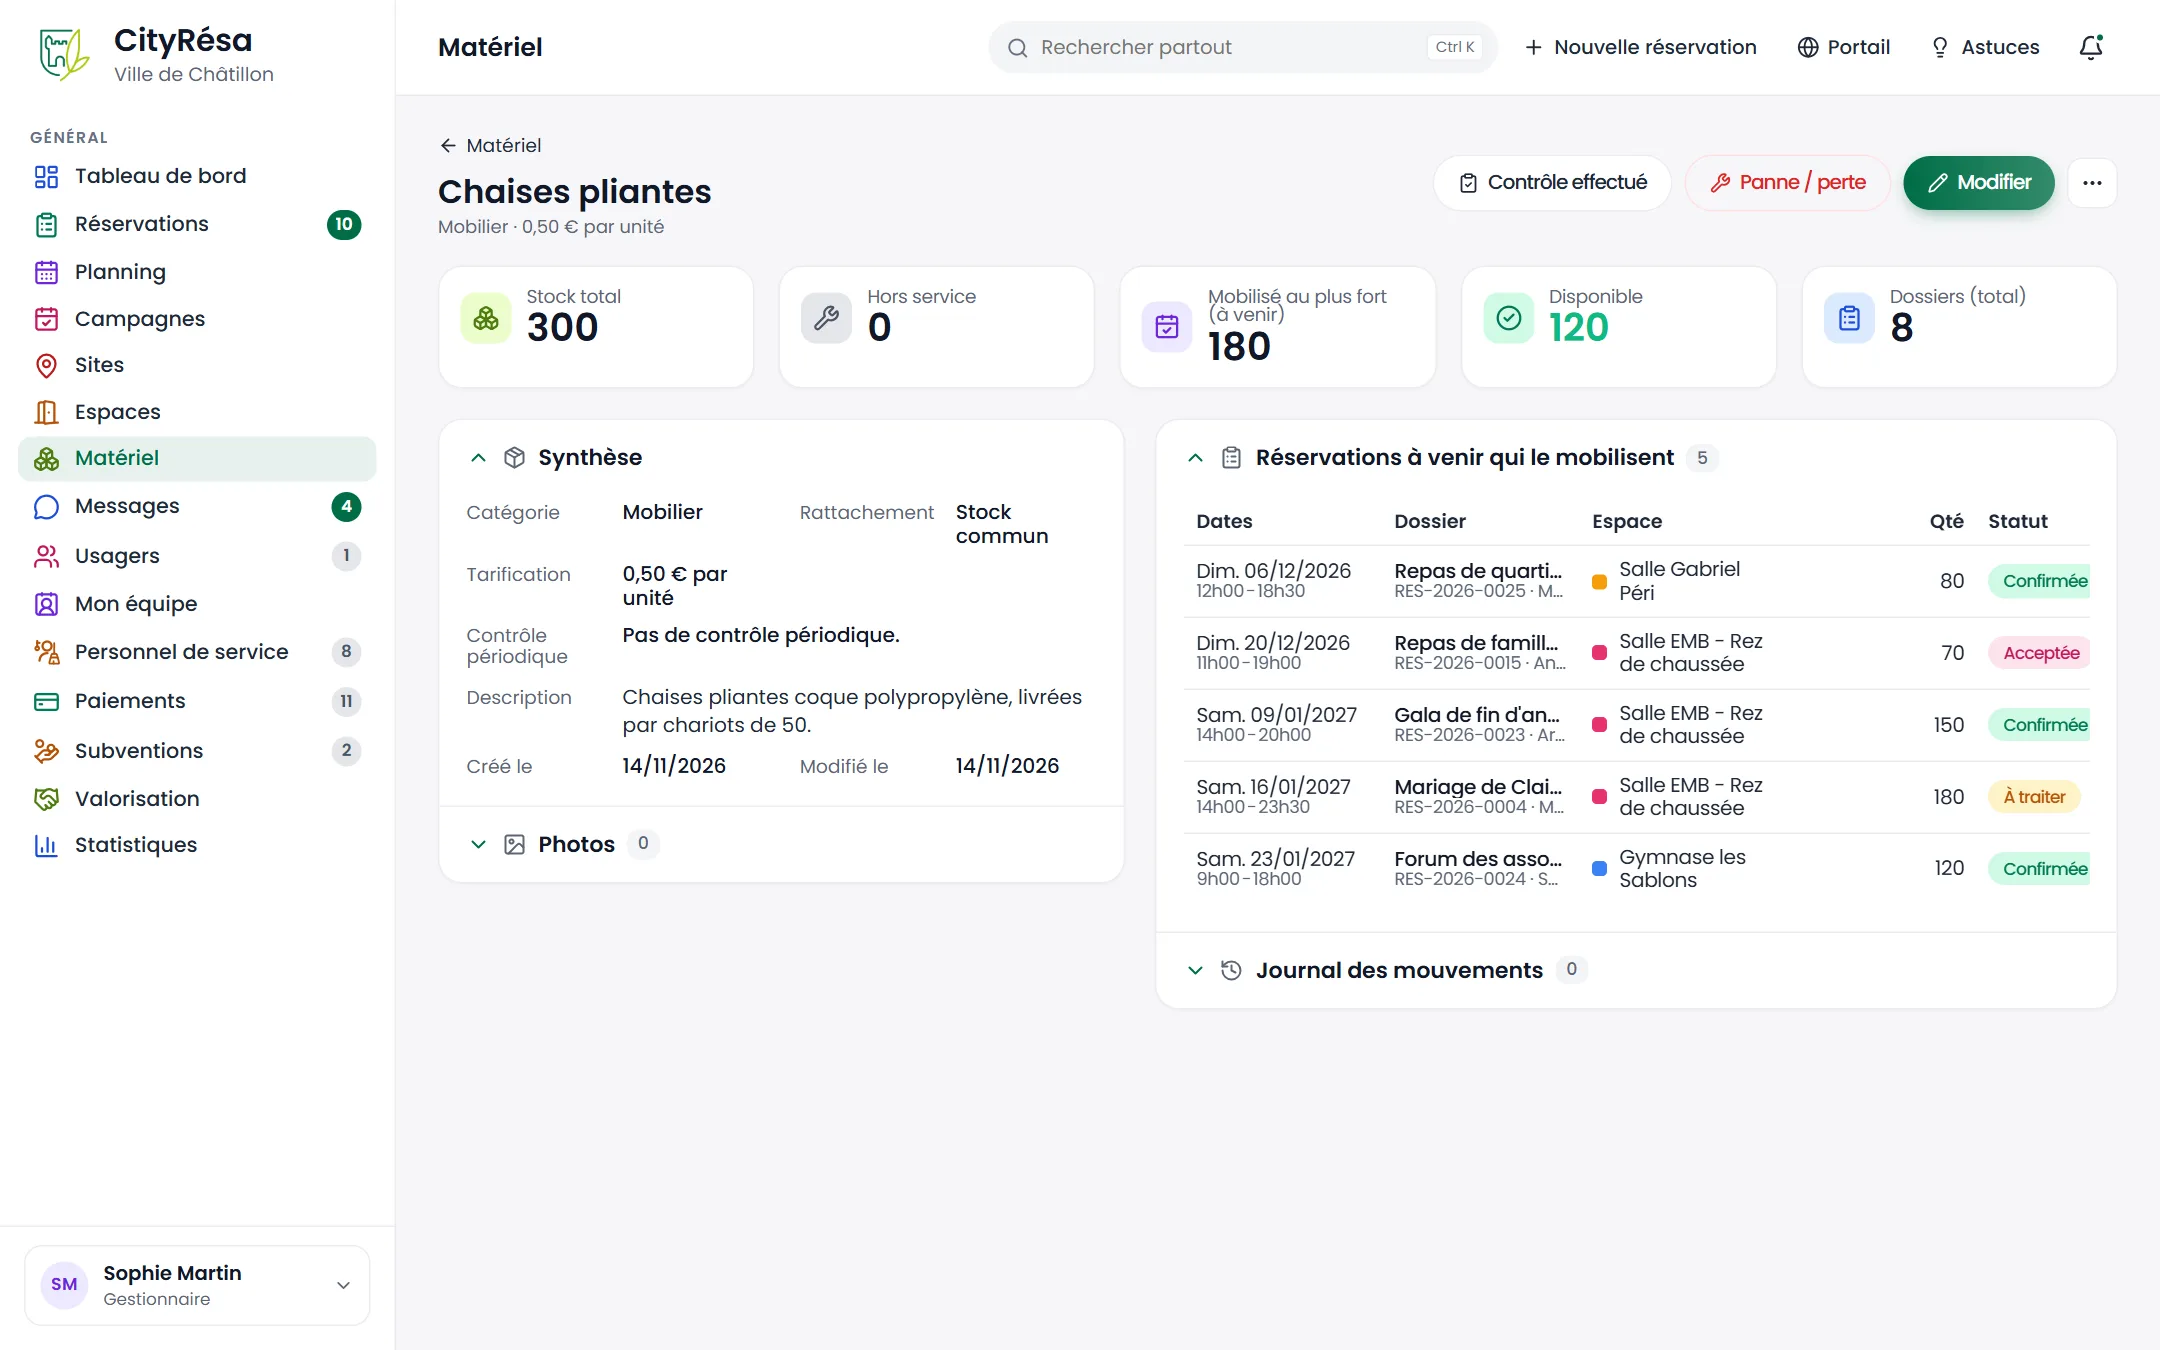 CityRésa
Ville de Châtillon
GÉNÉRAL
Tableau de bord
Réservations 10
Planning
Campagnes
Sites
Espaces
Matériel
Messages 4
Usagers 1
Mon équipe
Personnel de service 8
Paiements 11
Subventions 2
Valorisation
Statistiques
SM
Sophie Martin
Gestionnaire
Matériel
Rechercher partout Ctrl K
Nouvelle réservation
Portail
Astuces
Matériel
Chaises pliantes
Mobilier · 0,50 € par unité
Contrôle effectué
Panne / perte
Modifier
Stock total
300
Hors service
0
Mobilisé au plus fort
(à venir)
180
Disponible
120
Dossiers (total)
8
Synthèse
Catégorie Mobilier
Rattachement Stock
commun
Tarification 0,50 € par
unité
Contrôle
périodique
Pas de contrôle périodique.
Description
Chaises pliantes coque polypropylène, livrées
par chariots de 50.
Créé le 14/11/2026
Modifié le 14/11/2026
Photos 0
Réservations à venir qui le mobilisent 5
Dates Dossier Espace Qté Statut
Dim. 06/12/2026
12h00-18h30
Repas de quarti...
RES-2026-0025 · M...
Salle Gabriel
Péri
80
Confirmée
Dim. 20/12/2026
11h00-19h00
Repas de famill...
RES-2026-0015 · An...
Salle EMB - Rez
de chaussée
70
Acceptée
Sam. 09/01/2027
14h00-20h00
Gala de fin d'an...
RES-2026-0023 · Ar...
Salle EMB - Rez
de chaussée
150
Confirmée
Sam. 16/01/2027
14h00-23h30
Mariage de Clai...
RES-2026-0004 · M...
Salle EMB - Rez
de chaussée
180
À traiter
Sam. 23/01/2027
9h00-18h00
Forum des asso...
RES-2026-0024 · S...
Gymnase les
Sablons
120
Confirmée
Journal des mouvements 0